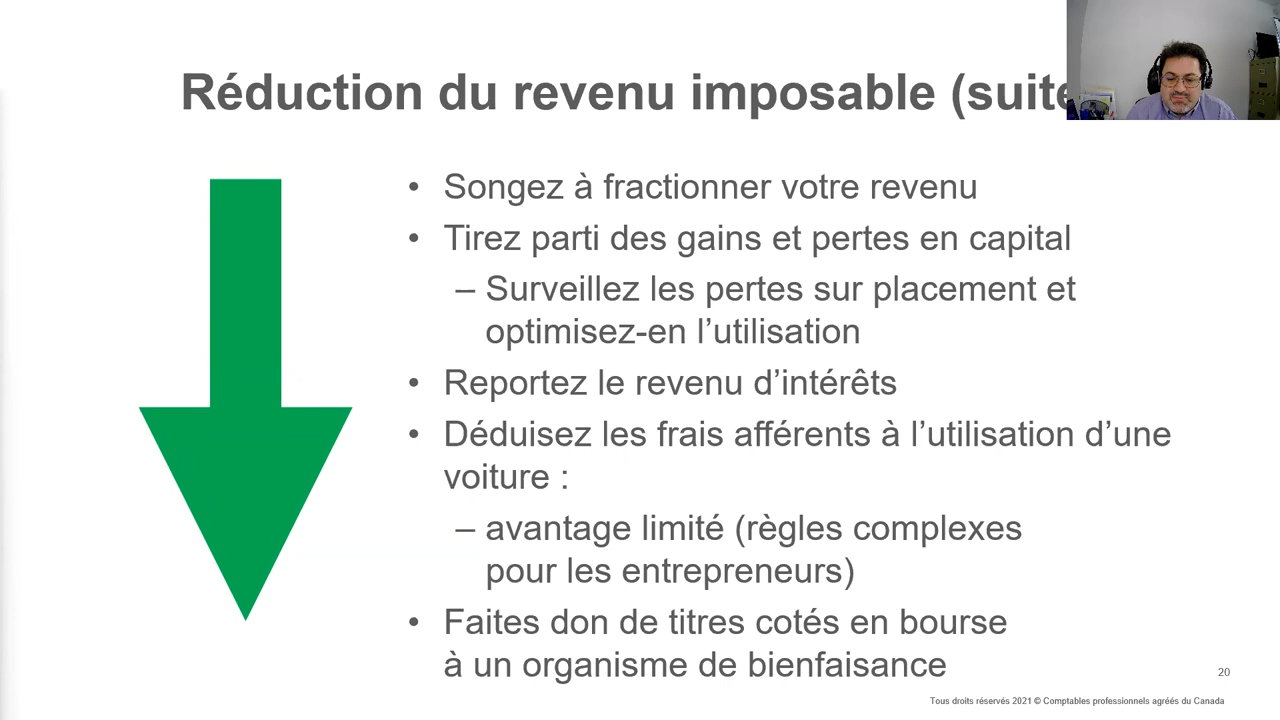 Réduction du revenu imposable (suite
• Songez à fractionner votre revenu
• Tirez parti des gains et pertes en capital
– Surveillez les pertes sur placement et
optimisez-en l’utilisation
• Reportez le revenu d’intérêts
• Déduisez les frais afférents à l’utilisation d’une
voiture :
– avantage limité (règles complexes
pour les entrepreneurs)
• Faites don de titres cotés en bourse
à un organisme de bienfaisance
20
Tous droits réservés 2021 © Comptables professionnels agréés du Canada